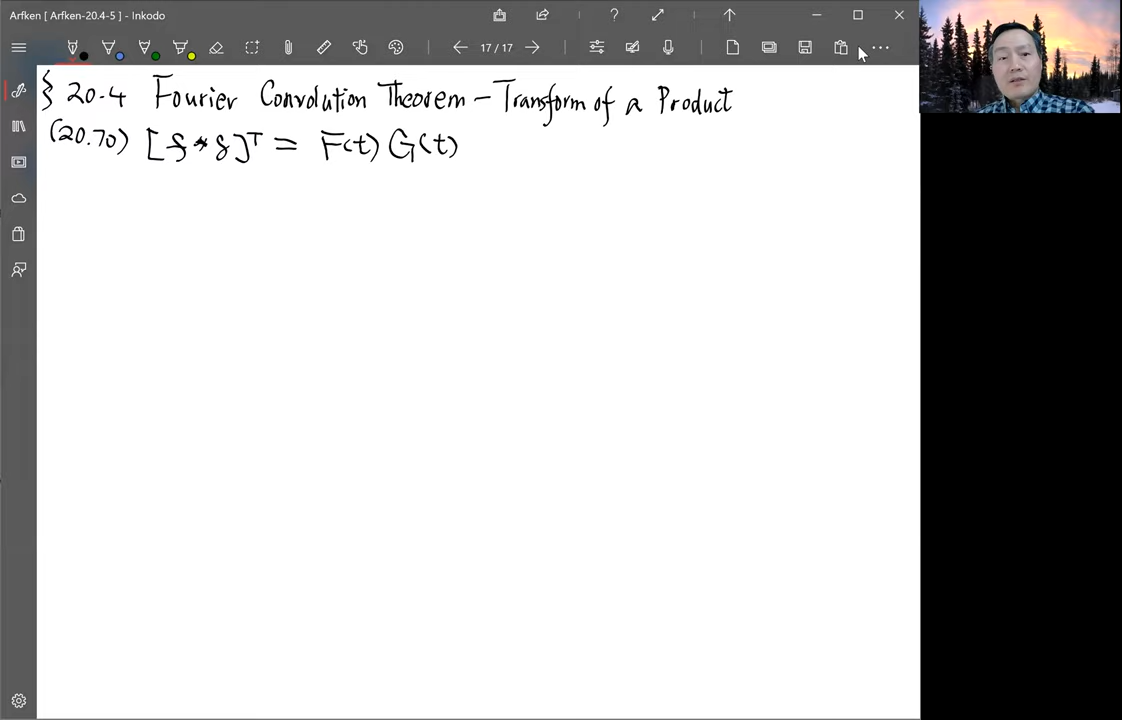 Arfken [ Arfken-20.4-5 ] - Inkodo
17 / 17
§ 20.4 Fourier Convolution Theorem - Transform of a Product
(20.70) [f * g]ᵀ = F(t) G(t)